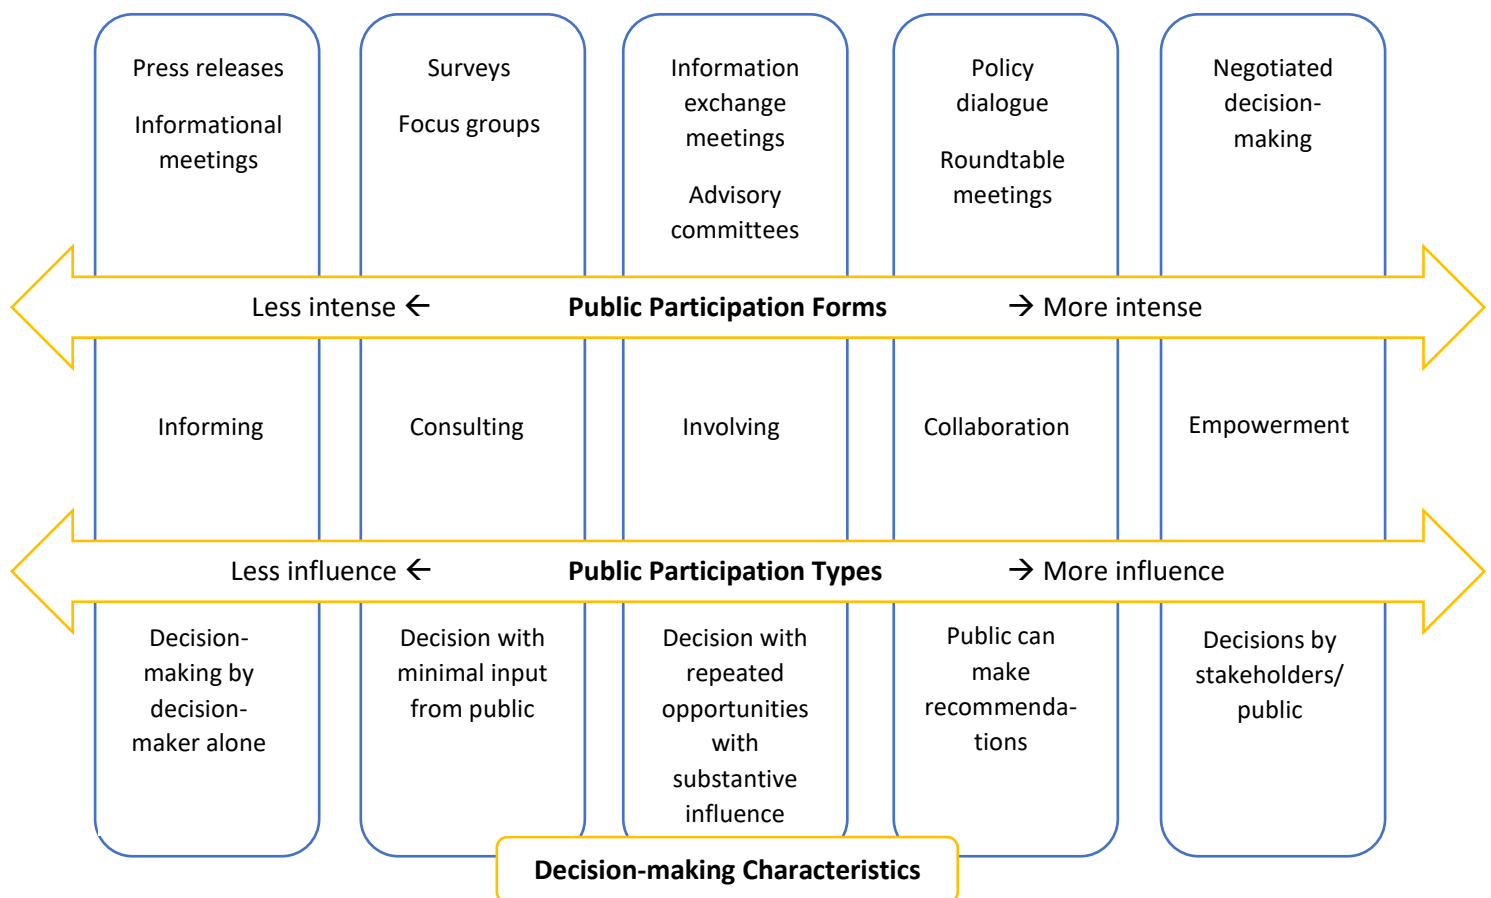 Press releases
Informational
meetings
Surveys
Focus groups
Information
exchange
meetings
Advisory
committees
Policy
dialogue
Roundtable
meetings
Negotiated
decision-
making
Less intense ← Public Participation Forms → More intense
Informing
Consulting
Involving
Collaboration
Empowerment
Less influence ← Public Participation Types → More influence
Decision-
making by
decision-
maker alone
Decision with
minimal input
from public
Decision with
repeated
opportunities
with
substantive
influence
Public can
make
recommenda-
tions
Decisions by
stakeholders/
public
Decision-making Characteristics